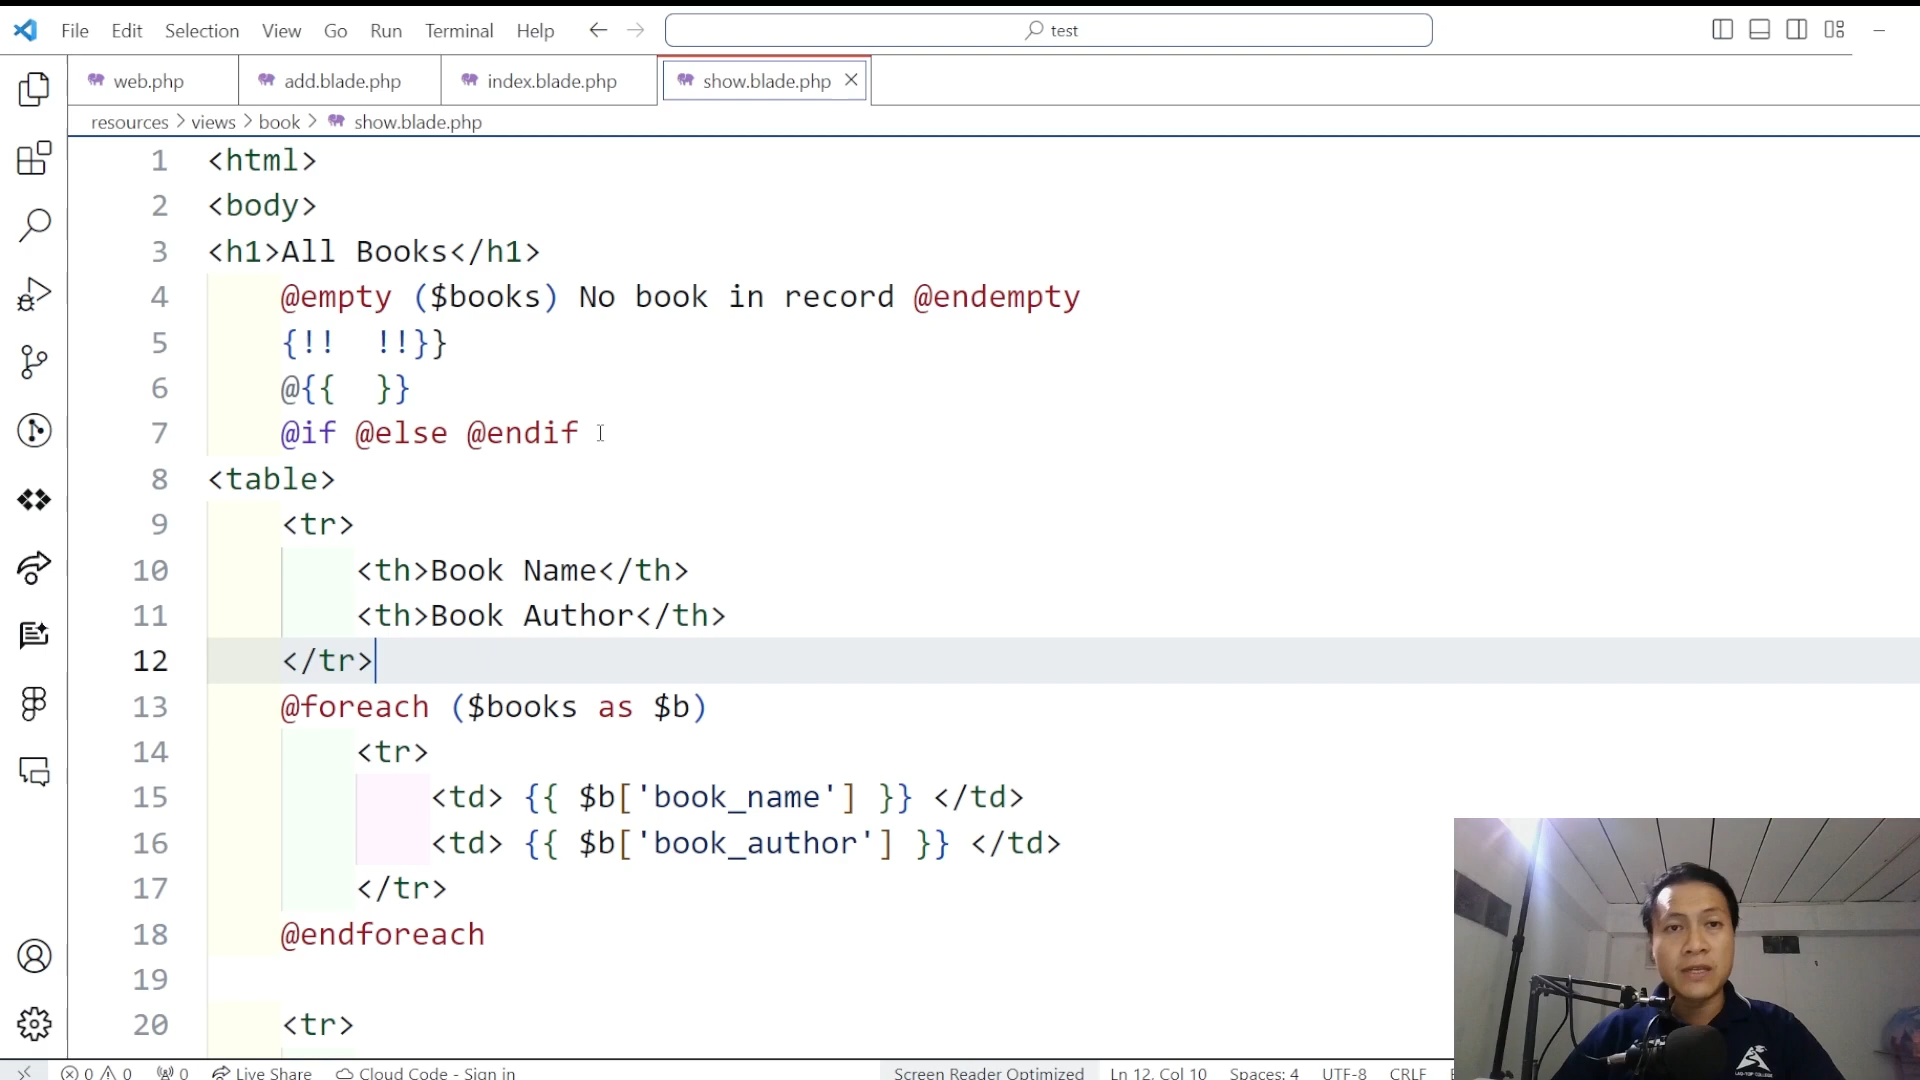 File Edit Selection View Go Run Terminal Help test
web.php add.blade.php index.blade.php show.blade.php
resources > views > book > show.blade.php
1 <html>
2 <body>
3 <h1>All Books</h1>
4 @empty ($books) No book in record @endempty
5 {!! !!}}
6 @{{ }}
7 @if @else @endif
8 <table>
9 <tr>
10 <th>Book Name</th>
11 <th>Book Author</th>
12 </tr>
13 @foreach ($books as $b)
14 <tr>
15 <td> {{ $b['book_name'] }} </td>
16 <td> {{ $b['book_author'] }} </td>
17 </tr>
18 @endforeach
19
20 <tr>
0 0 0 Live Share Cloud Code - Sign in Screen Reader Optimized Ln 12, Col 10 Spaces: 4 UTF-8 CRLF